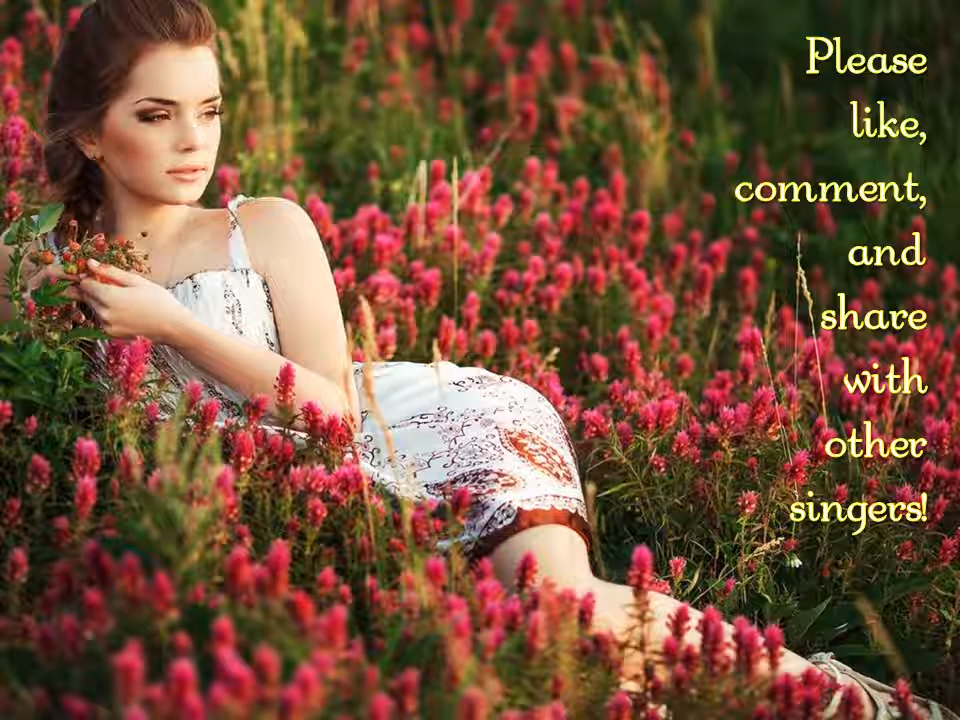 Please
like,
comment,
and
share
with
other
singers!